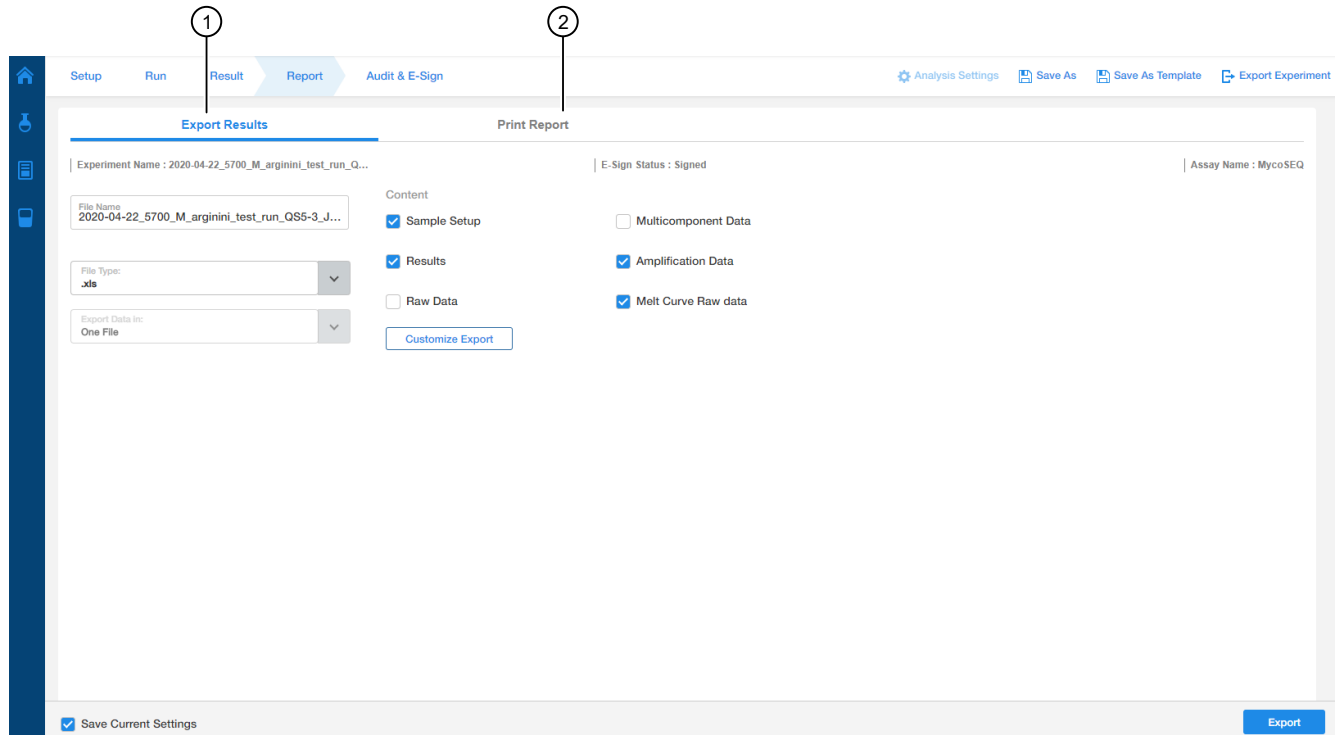 1 2
Setup Run Result Report Audit & E-Sign Analysis Settings Save As Save As Template Export Experiment
Export Results Print Report
Experiment Name : 2020-04-22_5700_M_arginini_test_run_Q... E-Sign Status : Signed Assay Name : MycoSEQ
Content
File Name
2020-04-22_5700_M_arginini_test_run_QS5-3_J...
Sample Setup Multicomponent Data
File Type:
.xls
Results Amplification Data
Raw Data Melt Curve Raw data
Export Data in:
One File
Customize Export
Save Current Settings Export